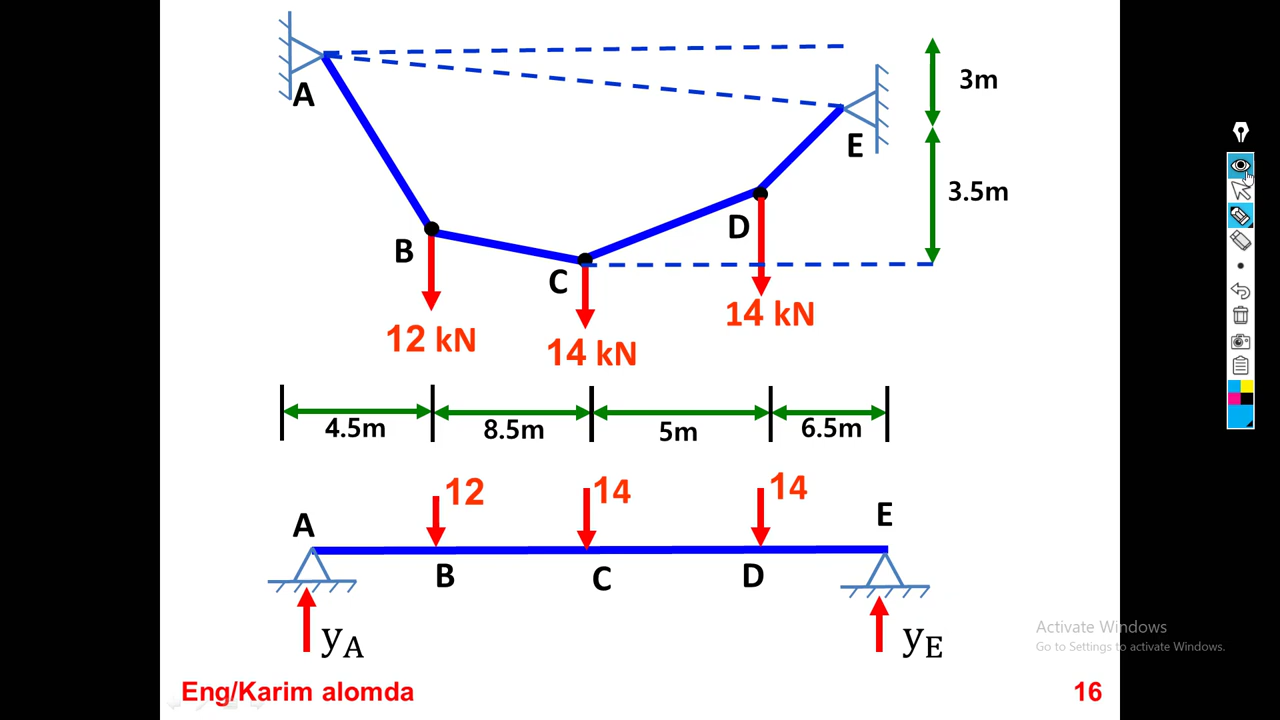 A
3m
E
3.5m
B
D
C
12 kN
14 kN
14 kN
4.5m
8.5m
5m
6.5m
12
14
14
A
E
B
C
D
yA
yE
Activate Windows
Go to Settings to activate Windows.
Eng/Karim alomda
16